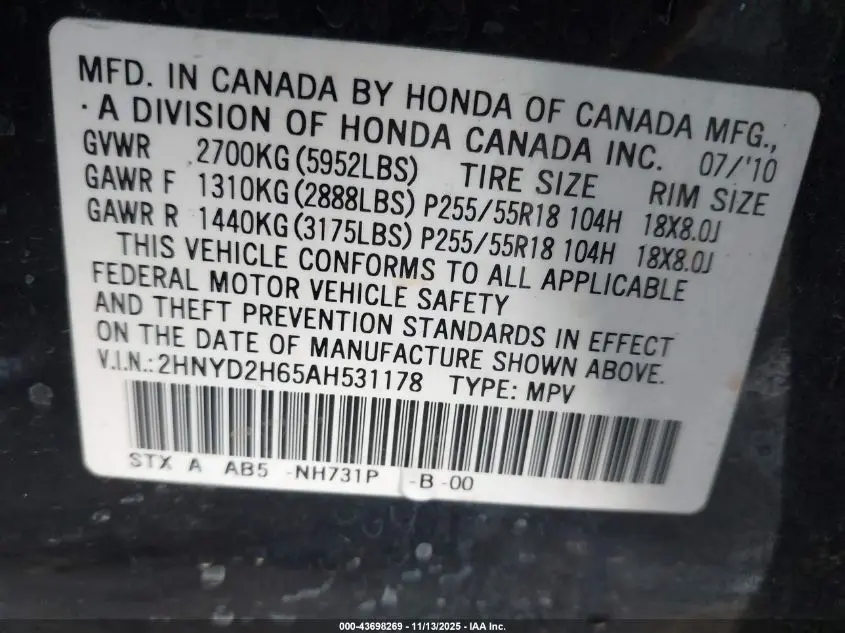 MFD. IN CANADA BY HONDA OF CANADA MFG.,
· A DIVISION OF HONDA CANADA INC. 07/'10
GVWR 2700KG (5952LBS) TIRE SIZE RIM SIZE
GAWR F 1310KG (2888LBS) P255/55R18 104H 18X8.0J
GAWR R 1440KG (3175LBS) P255/55R18 104H 18X8.0J
THIS VEHICLE CONFORMS TO ALL APPLICABLE
FEDERAL MOTOR VEHICLE SAFETY
AND THEFT PREVENTION STANDARDS IN EFFECT
ON THE DATE OF MANUFACTURE SHOWN ABOVE.
V.I.N.: 2HNYD2H65AH531178 TYPE: MPV
STX A AB5 -NH731P -B -00
000-43698269 - 11/13/2025 - IAA Inc.